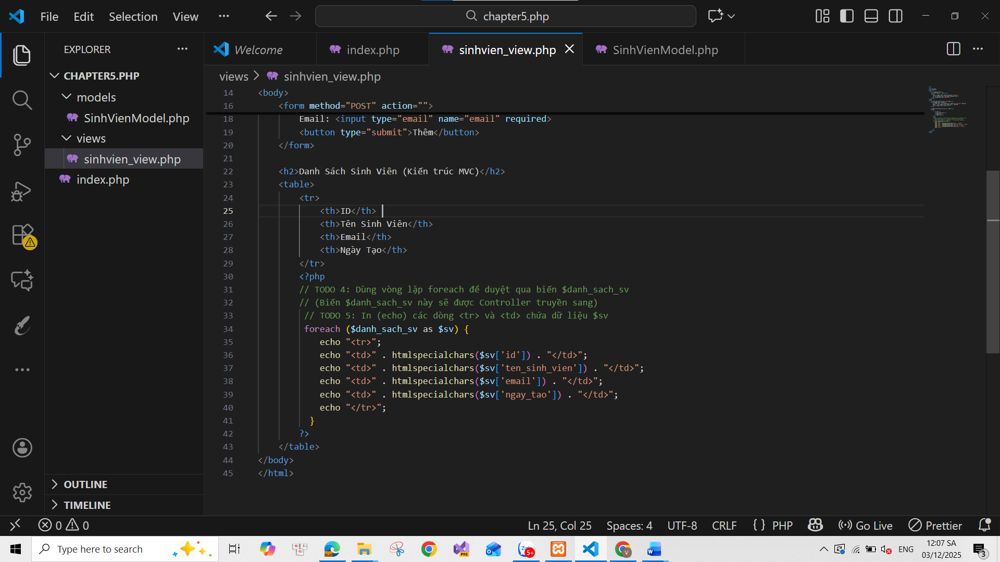 File Edit Selection View ··· chapter5.php
EXPLORER ···
Welcome index.php sinhvien_view.php SinhVienModel.php ···
CHAPTER5.PHP
models
SinhVienModel.php
views
sinhvien_view.php
index.php
OUTLINE
TIMELINE
views > sinhvien_view.php
14 <body>
16 <form method="POST" action="">
18 Email: <input type="email" name="email" required>
19 <button type="submit">Thêm</button>
20 </form>
21
22 <h2>Danh Sách Sinh Viên (Kiến trúc MVC)</h2>
23 <table>
24 <tr>
25 <th>ID</th>
26 <th>Tên Sinh Viên</th>
27 <th>Email</th>
28 <th>Ngày Tạo</th>
29 </tr>
30 <?php
31 // TODO 4: Dùng vòng lặp foreach để duyệt qua biến $danh_sach_sv
32 // (Biến $danh_sach_sv này sẽ được Controller truyền sang)
33 // TODO 5: In (echo) các dòng <tr> và <td> chứa dữ liệu $sv
34 foreach ($danh_sach_sv as $sv) {
35 echo "<tr>";
36 echo "<td>" . htmlspecialchars($sv['id']) . "</td>";
37 echo "<td>" . htmlspecialchars($sv['ten_sinh_vien']) . "</td>";
38 echo "<td>" . htmlspecialchars($sv['email']) . "</td>";
39 echo "<td>" . htmlspecialchars($sv['ngay_tao']) . "</td>";
40 echo "</tr>";
41 }
42 ?>
43 </table>
44 </body>
45 </html>
0 0 Ln 25, Col 25 Spaces: 4 UTF-8 CRLF { } PHP Go Live Prettier
Type here to search
PRE
5+
ENG
12:07 SA
03/12/2025
3